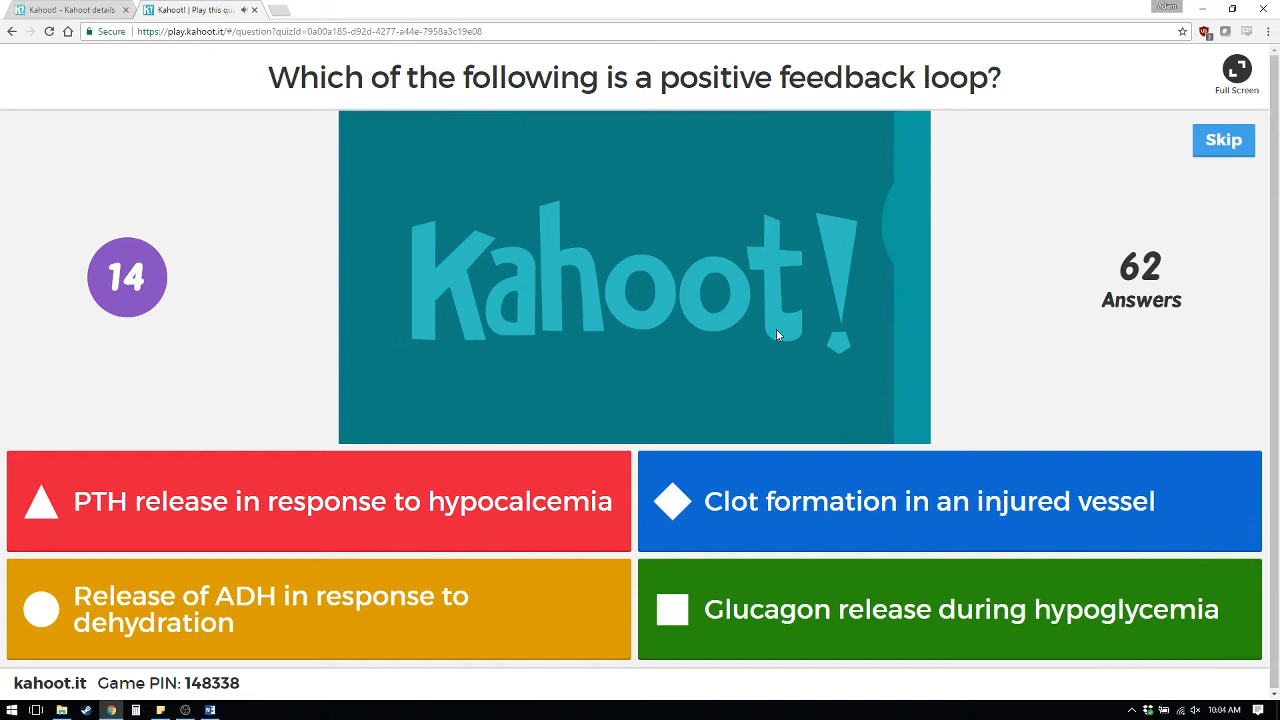 Adam
Kahoot! - Kahoot details
Kahoot! | Play this qu
Secure
https://play.kahoot.it/#/question?quizId=0a00a185-d92d-4277-a44e-7958a3c19e08
Which of the following is a positive feedback loop?
Full Screen
Skip
Kahoot!
14
62
Answers
PTH release in response to hypocalcemia
Clot formation in an injured vessel
Release of ADH in response to
dehydration
Glucagon release during hypoglycemia
kahoot.it Game PIN: 148338
10:04 AM